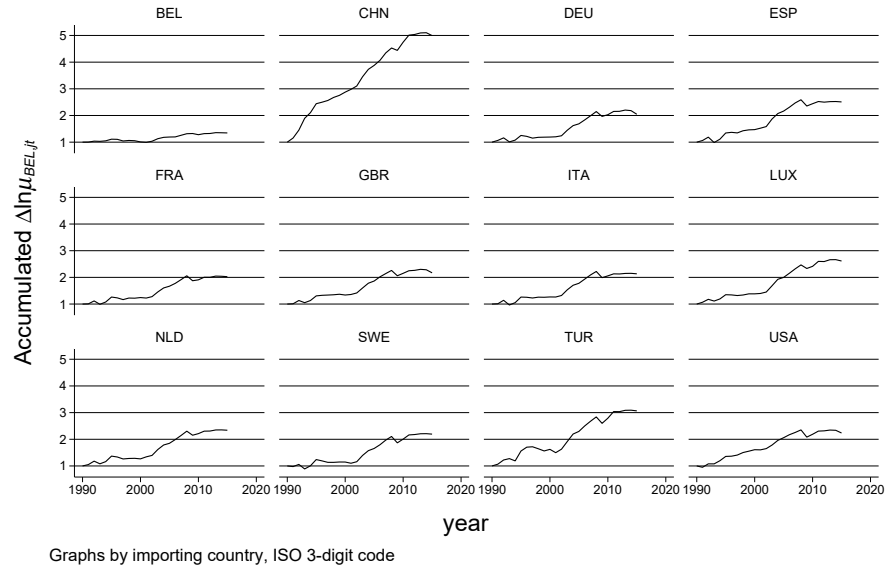 BEL CHN DEU ESP
5
4
3
2
1
FRA GBR ITA LUX
5
4
3
2
1
NLD SWE TUR USA
5
4
3
2
1
1990 2000 2010 2020 1990 2000 2010 2020 1990 2000 2010 2020 1990 2000 2010 2020
Accumulated Δlnμ_BEL,jt
year
Graphs by importing country, ISO 3-digit code